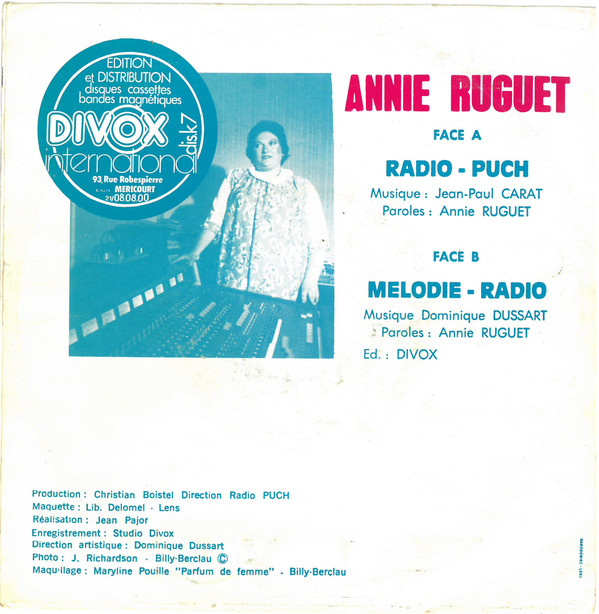 EDITION
et DISTRIBUTION
disques cassettes
bandes magnétiques
DIVOX
international
disk7
93, Rue Robespierre
MERICOURT
08.08.00
ANNIE RUGUET
FACE A
RADIO - PUCH
Musique : Jean-Paul CARAT
Paroles : Annie RUGUET
FACE B
MELODIE - RADIO
Musique Dominique DUSSART
Paroles : Annie RUGUET
Ed. : DIVOX
Production : Christian Boistel Direction Radio PUCH
Maquette : Lib. Delomel - Lens
Réalisation : Jean Pajor
Enregistrement : Studio Divox
Direction artistique : Dominique Dussart
Photo : J. Richardson - Billy-Berclau ©
Maquillage : Maryline Pouille "Parfum de femme" - Billy-Berclau